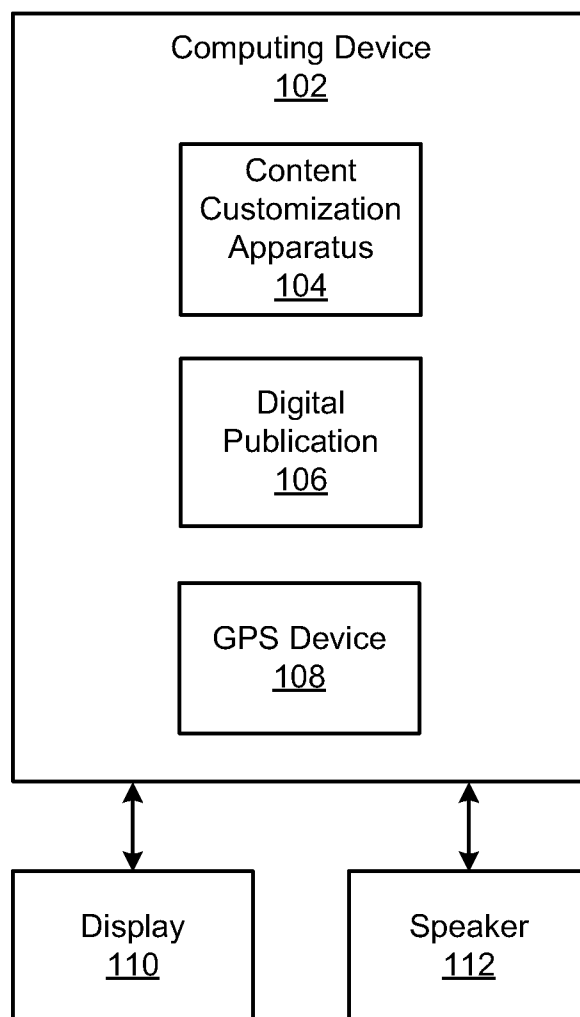 Computing Device
102
Content
Customization
Apparatus
104
Digital
Publication
106
GPS Device
108
Display
110
Speaker
112